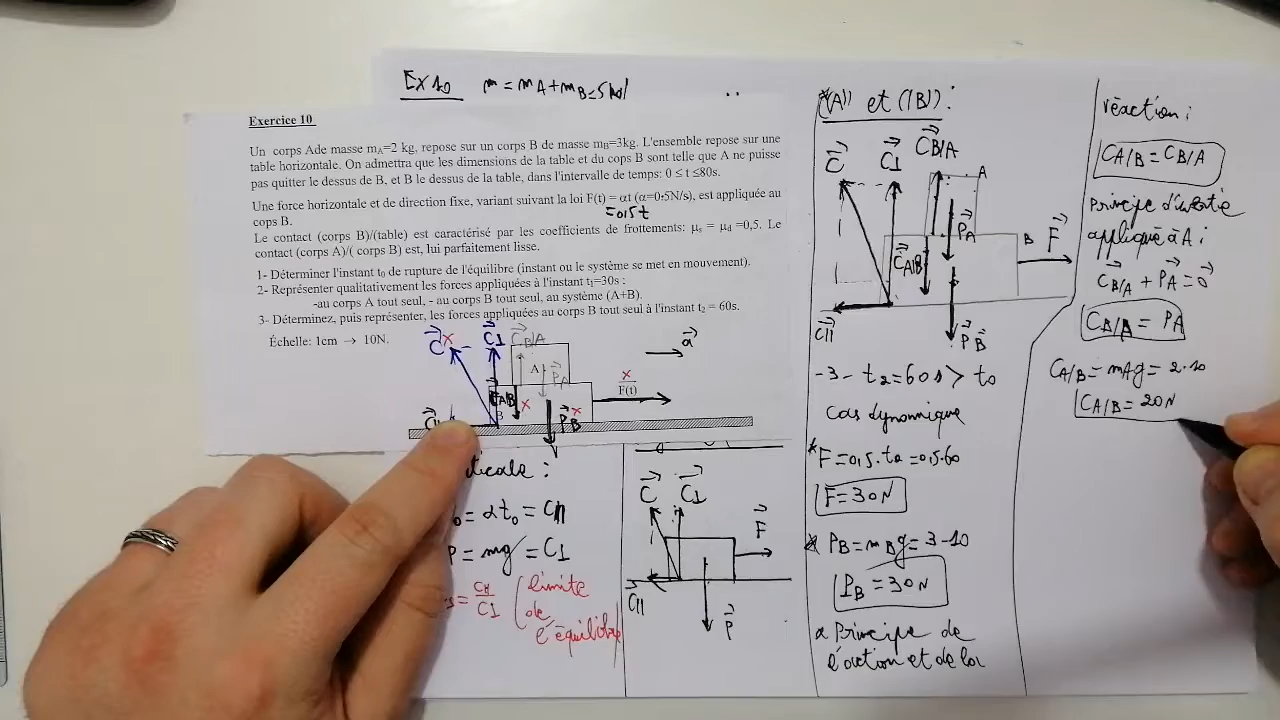 Ex 10 m = mA + mB = 5
Exercice 10
Un corps Ade masse mA=2 kg, repose sur un corps B de masse mB=3kg. L'ensemble repose sur une
table horizontale. On admettra que les dimensions de la table et du cops B sont telle que A ne puisse
pas quitter le dessus de B, et B le dessus de la table, dans l'intervalle de temps: 0 ≤ t ≤80s.
Une force horizontale et de direction fixe, variant suivant la loi F(t) = αt (α=0.5N/s), est appliquée au
cops B.
=0,5t
Le contact (corps B)/(table) est caractérisé par les coefficients de frottements: μs = μd =0,5. Le
contact (corps A)/( corps B) est, lui parfaitement lisse.
1- Déterminer l'instant t0 de rupture de l'équilibre (instant ou le système se met en mouvement).
2- Représenter qualitativement les forces appliquées à l'instant t1=30s :
-au corps A tout seul, - au corps B tout seul, au système (A+B).
3- Déterminez, puis représenter, les forces appliquées au corps B tout seul à l'instant t2 = 60s.
Échelle: 1cm → 10N.
C⃗ x C⃗⊥ C⃗B/A a⃗
A P⃗A x F(t)
CA/B x P⃗B x
B
ticale :
= αt0 = C//
P = mg = C⊥
= C// / C⊥ (limite
de
l'équilibre)
C⃗ C⃗⊥
F⃗
C⃗//
P⃗
*(A) et (B) :
C⃗ C⃗⊥ C⃗B/A
A
P⃗A B F⃗
C⃗A/B
C⃗//
P⃗B
-3- t2 = 60s > t0
Cas dynamique
* F = 0,5.t2 = 0,5.60
F = 30N
* PB = mB g = 3-10
PB = 30N
* Principe de
l'action et de la
réaction :
CA/B = CB/A
Principe d'inertie
appliqué à A :
C⃗B/A + P⃗A = 0⃗
CB/A = PA
CA/B = mA g = 2.10
CA/B = 20N